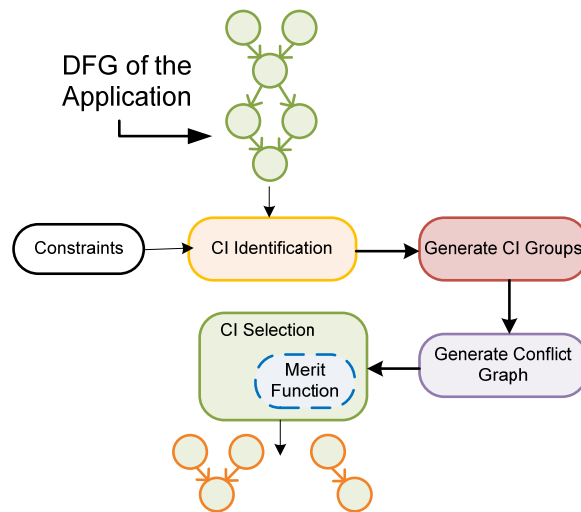 DFG of the
Application
Constraints
CI Identification
Generate CI Groups
CI Selection
Merit
Function
Generate Conflict
Graph